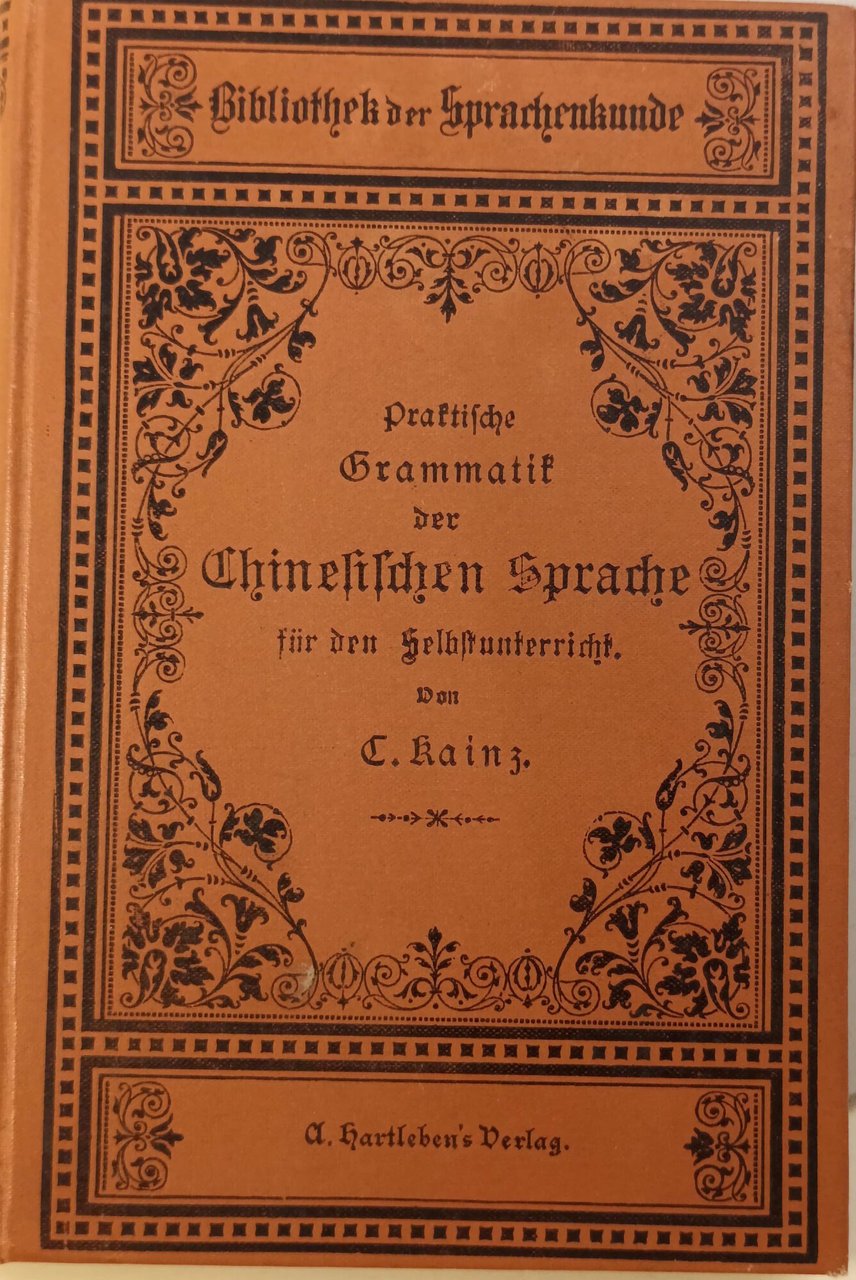 Bibliothek der Sprachenkunde
Praktische
Grammatik
der
Chinesischen Sprache
für den Selbstunterricht.
von
C. Kainz.
A. Hartleben's Verlag.